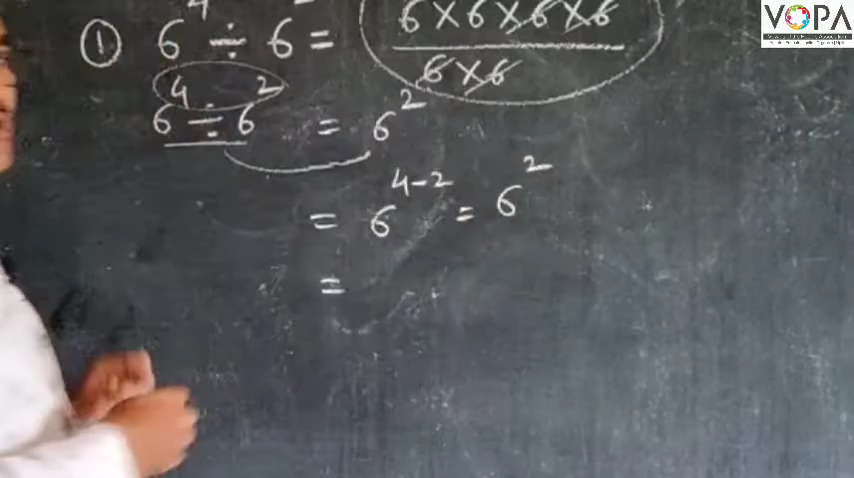 VOPA
① 6⁴ ÷ 6² = 6×6×6×6 / 6×6
6⁴ ÷ 6² = 6²
= 6⁴⁻² = 6²
=